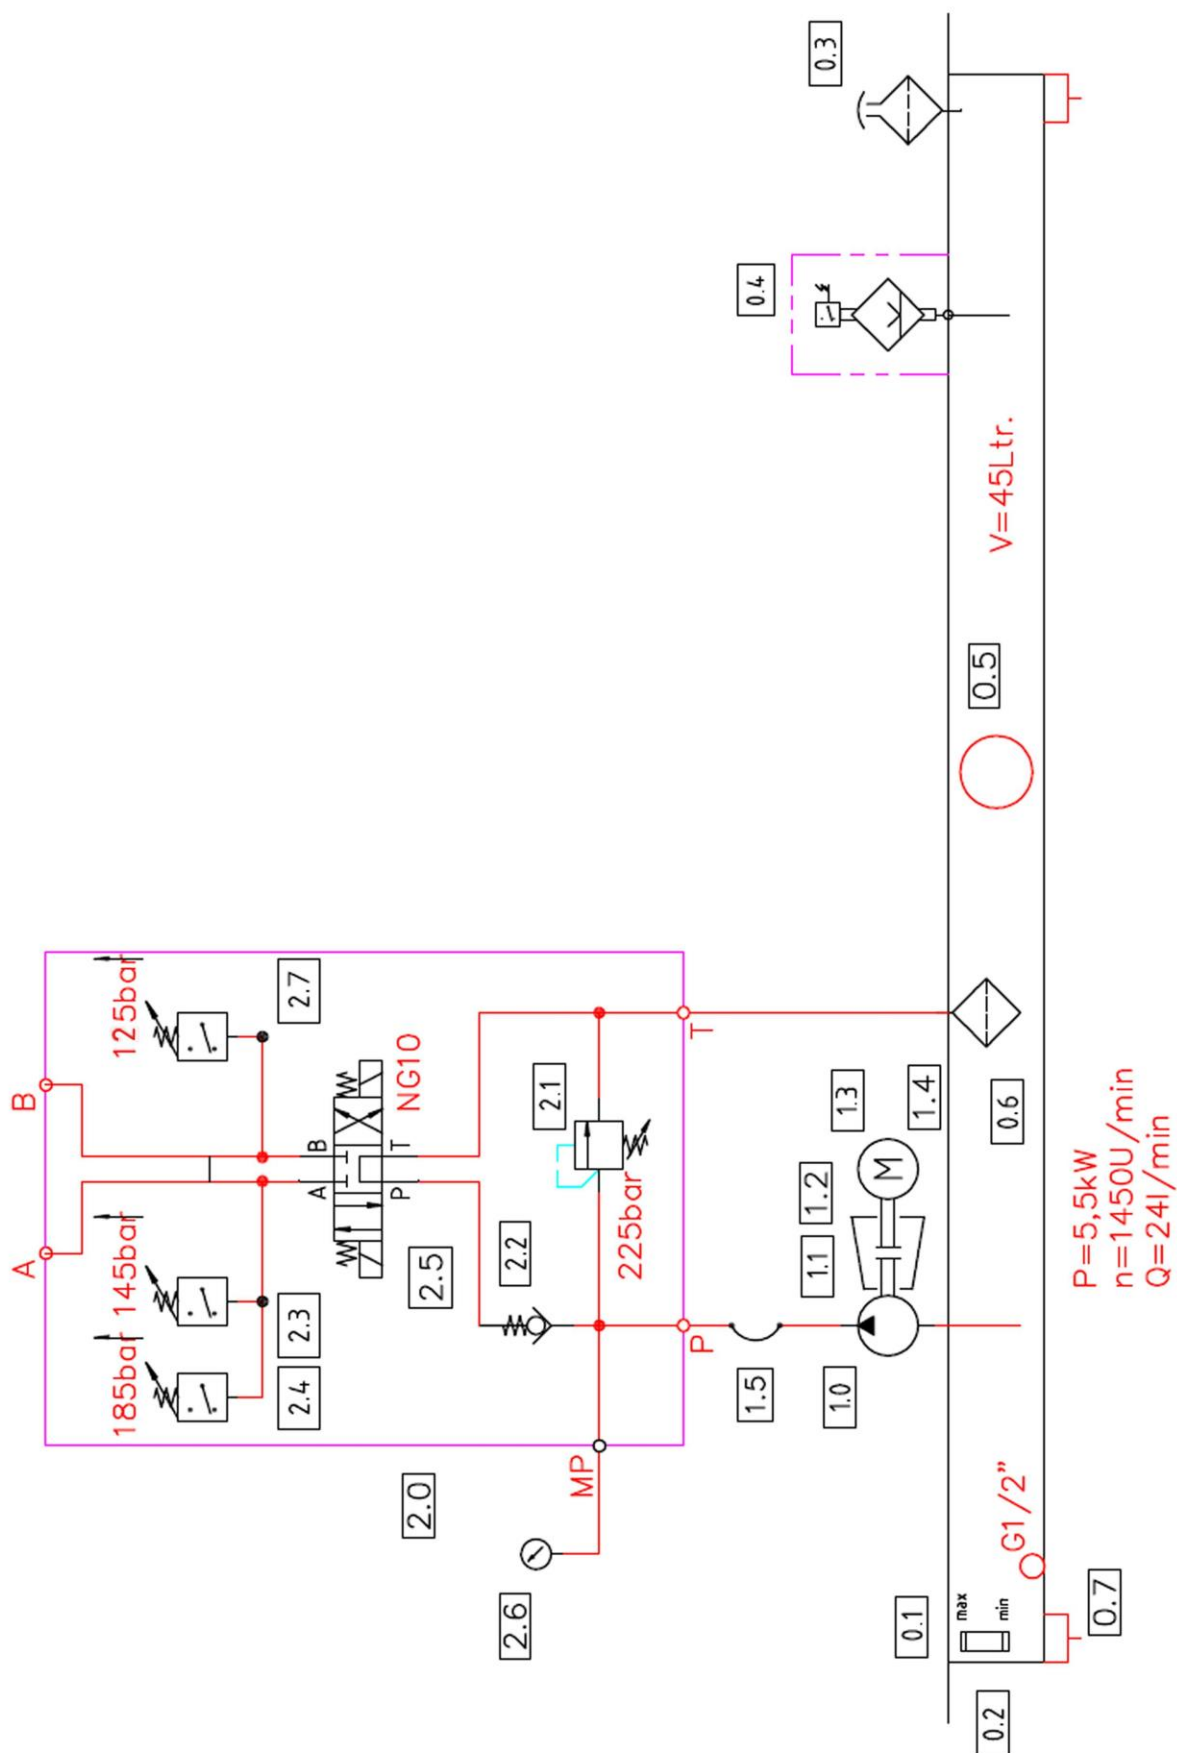 A
B
185bar
145bar
125bar
2.4
2.3
2.7
A
B
P
T
NG10
2.0
2.5
2.6
2.2
2.1
MP
225bar
P
T
1.5
0.4
1.0
1.1
1.2
1.3
0.3
M
0.1
1.4
max
min
0.2
G1/2"
0.6
0.5
V=45Ltr.
0.7
P=5,5kW
n=1450U/min
Q=24l/min